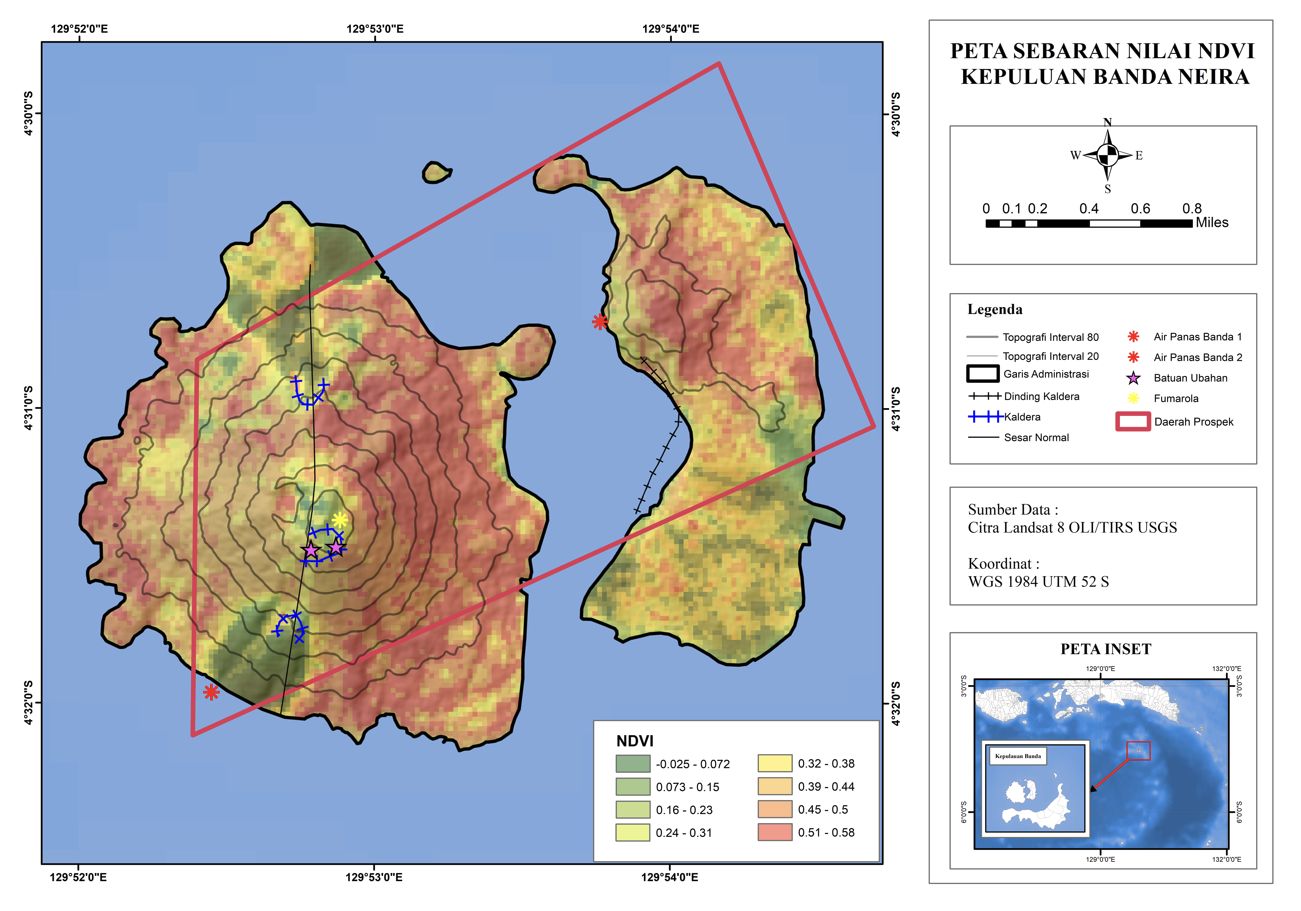 129°52'0"E
129°53'0"E
129°54'0"E
4°30'0"S
4°31'0"S
4°32'0"S
4°30'0"S
4°31'0"S
4°32'0"S
129°52'0"E
129°53'0"E
129°54'0"E
NDVI
-0.025 - 0.072
0.073 - 0.15
0.16 - 0.23
0.24 - 0.31
0.32 - 0.38
0.39 - 0.44
0.45 - 0.5
0.51 - 0.58
PETA SEBARAN NILAI NDVI
KEPULUAN BANDA NEIRA
N
W E
S
0 0.1 0.2 0.4 0.6 0.8
Miles
Legenda
Topografi Interval 80
Topografi Interval 20
Garis Administrasi
Dinding Kaldera
Kaldera
Sesar Normal
Air Panas Banda 1
Air Panas Banda 2
Batuan Ubahan
Fumarola
Daerah Prospek
Sumber Data :
Citra Landsat 8 OLI/TIRS USGS
Koordinat :
WGS 1984 UTM 52 S
PETA INSET
129°0'0"E
132°0'0"E
3°0'0"S
3°0'0"S
Kepulauan Banda
6°0'0"S
6°0'0"S
129°0'0"E
132°0'0"E